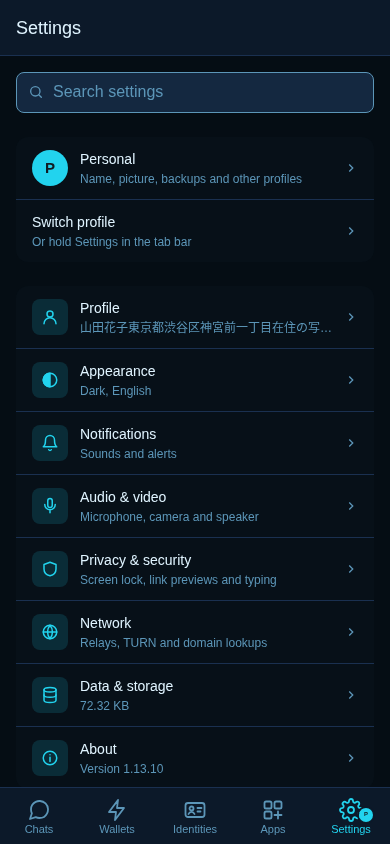 Settings
Search settings
P
Personal
Name, picture, backups and other profiles
Switch profile
Or hold Settings in the tab bar
Profile
山田花子東京都渋谷区神宮前一丁目在住の写…
Appearance
Dark, English
Notifications
Sounds and alerts
Audio & video
Microphone, camera and speaker
Privacy & security
Screen lock, link previews and typing
Network
Relays, TURN and domain lookups
Data & storage
72.32 KB
About
Version 1.13.10
P
Chats
Wallets
Identities
Apps
Settings